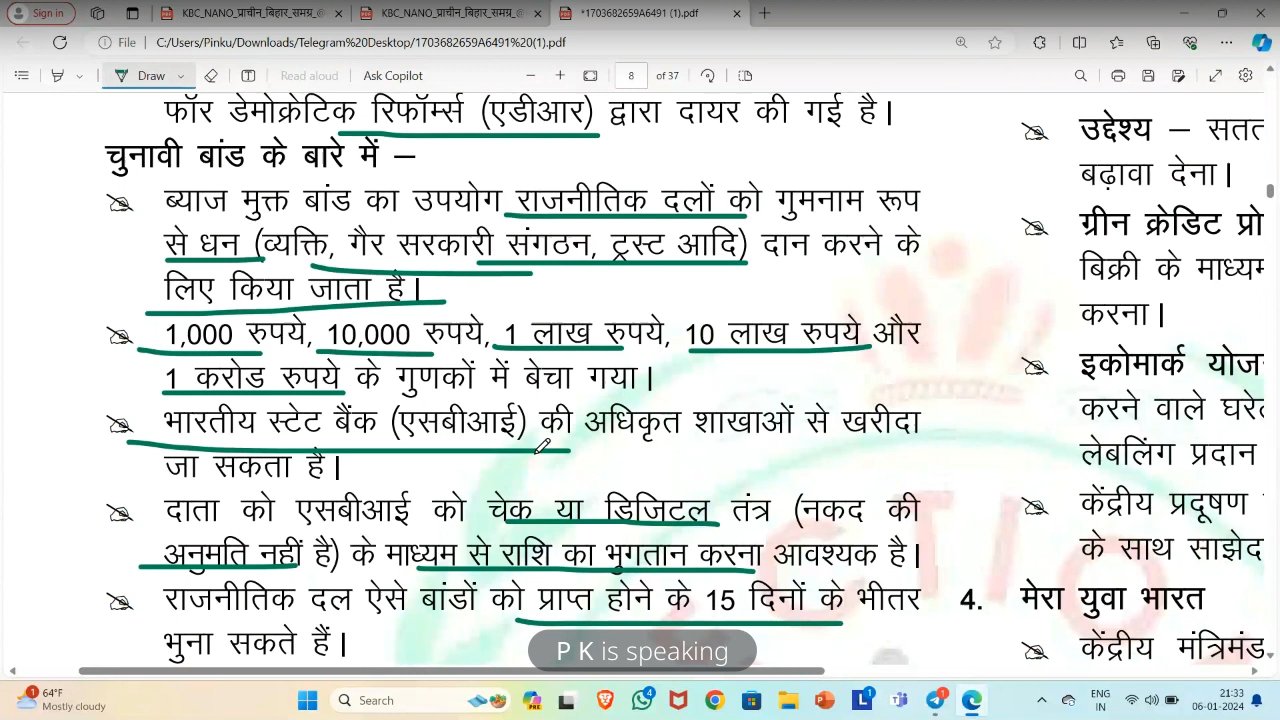 Sign in
KBC_NANO_प्राचीन_बिहार_समग्र_@
KBC_NANO_प्राचीन_बिहार_समग्र_@
*1703682659A6491 (1).pdf
File
C:/Users/Pinku/Downloads/Telegram%20Desktop/1703682659A6491%20(1).pdf
Draw
Read aloud
Ask Copilot
8 of 37
फॉर डेमोक्रेटिक रिफॉर्म्स (एडीआर) द्वारा दायर की गई है।
चुनावी बांड के बारे में –
ब्याज मुक्त बांड का उपयोग राजनीतिक दलों को गुमनाम रूप
से धन (व्यक्ति, गैर सरकारी संगठन, ट्रस्ट आदि) दान करने के
लिए किया जाता है।
1,000 रुपये, 10,000 रुपये, 1 लाख रुपये, 10 लाख रुपये और
1 करोड रुपये के गुणकों में बेचा गया।
भारतीय स्टेट बैंक (एसबीआई) की अधिकृत शाखाओं से खरीदा
जा सकता है।
दाता को एसबीआई को चेक या डिजिटल तंत्र (नकद की
अनुमति नहीं है) के माध्यम से राशि का भुगतान करना आवश्यक है।
राजनीतिक दल ऐसे बांडों को प्राप्त होने के 15 दिनों के भीतर
भुना सकते हैं।
उद्देश्य – सतत
बढ़ावा देना।
ग्रीन क्रेडिट प्रो
बिक्री के माध्यम
करना।
इकोमार्क योज
करने वाले घरे
लेबलिंग प्रदान
केंद्रीय प्रदूषण
के साथ साझेद
4. मेरा युवा भारत
केंद्रीय मंत्रिमंड
P K is speaking
64°F
Mostly cloudy
Search
ENG
IN
21:33
06-01-2024